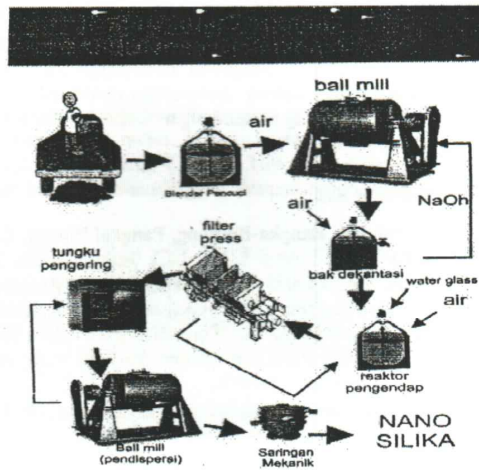 ball mill
air
Blender Pencuci
NaOh
air
bak dekantasi
filter
press
tungku
pengering
water glass
air
reaktor
pengendap
Ball mill
(pendispersi)
Saringan
Mekanik
NANO
SILIKA